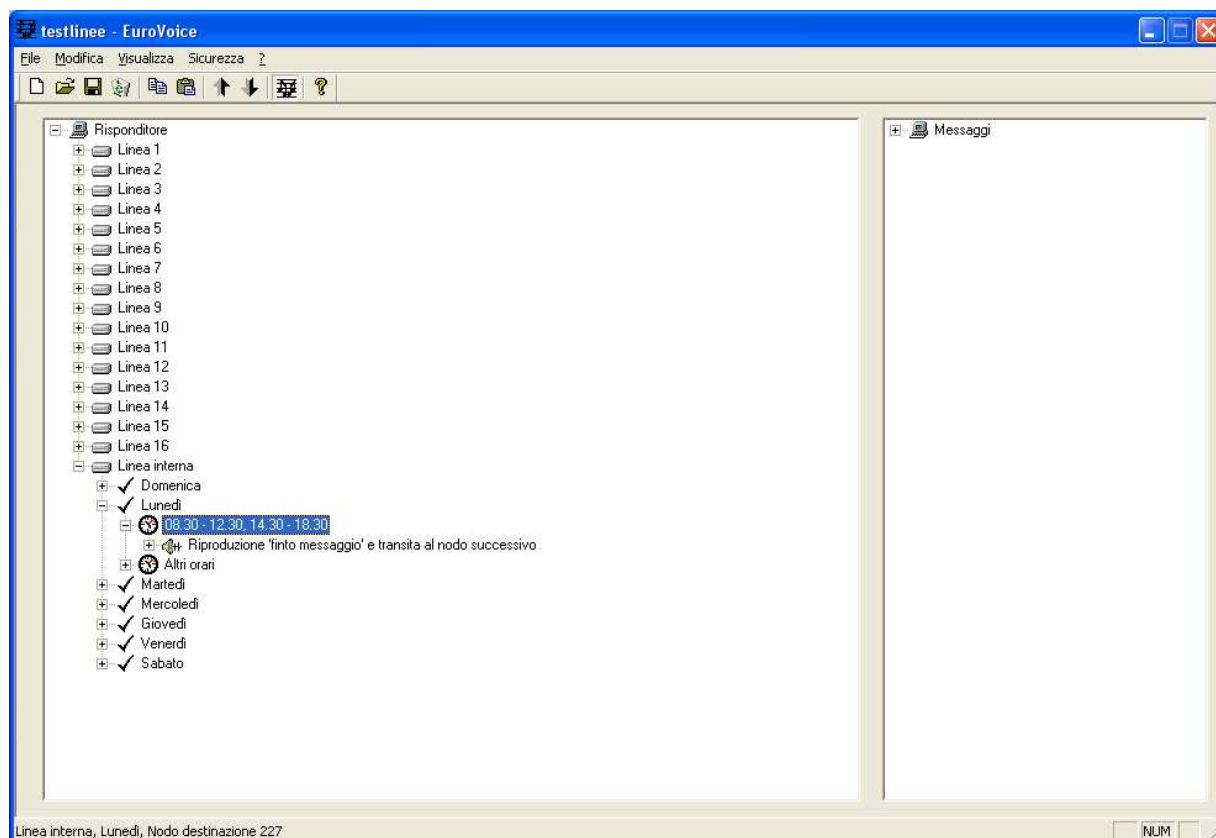 testlinee - EuroVoice
File Modifica Visualizza Sicurezza ?
Risponditore
Linea 1
Linea 2
Linea 3
Linea 4
Linea 5
Linea 6
Linea 7
Linea 8
Linea 9
Linea 10
Linea 11
Linea 12
Linea 13
Linea 14
Linea 15
Linea 16
Linea interna
Domenica
Lunedì
08.30 - 12.30, 14.30 - 18.30
Riproduzione 'finto messaggio' e transita al nodo successivo
Altri orari
Martedì
Mercoledì
Giovedì
Venerdì
Sabato
Messaggi
Linea interna, Lunedì, Nodo destinazione 227
NUM